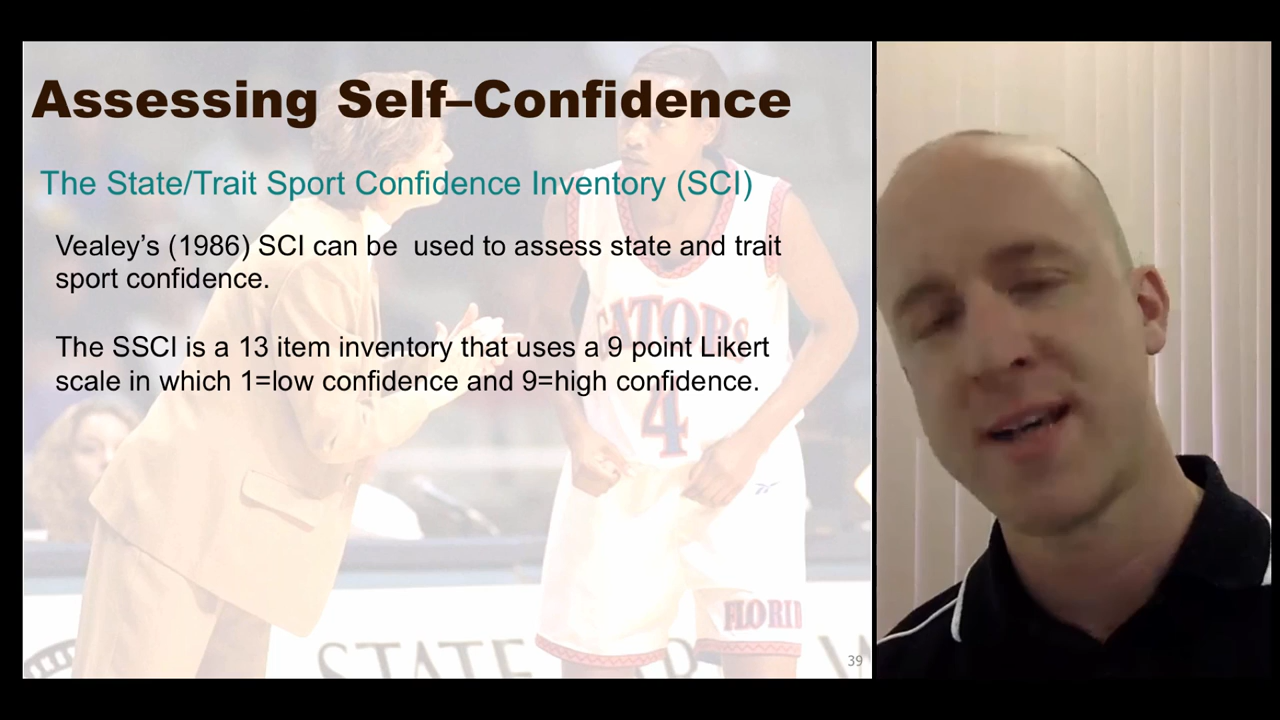 Assessing Self–Confidence
The State/Trait Sport Confidence Inventory (SCI)
Vealey’s (1986) SCI can be  used to assess state and trait
sport confidence.
The SSCI is a 13 item inventory that uses a 9 point Likert
scale in which 1=low confidence and 9=high confidence.
GATORS
4
FLORID
STATE
39